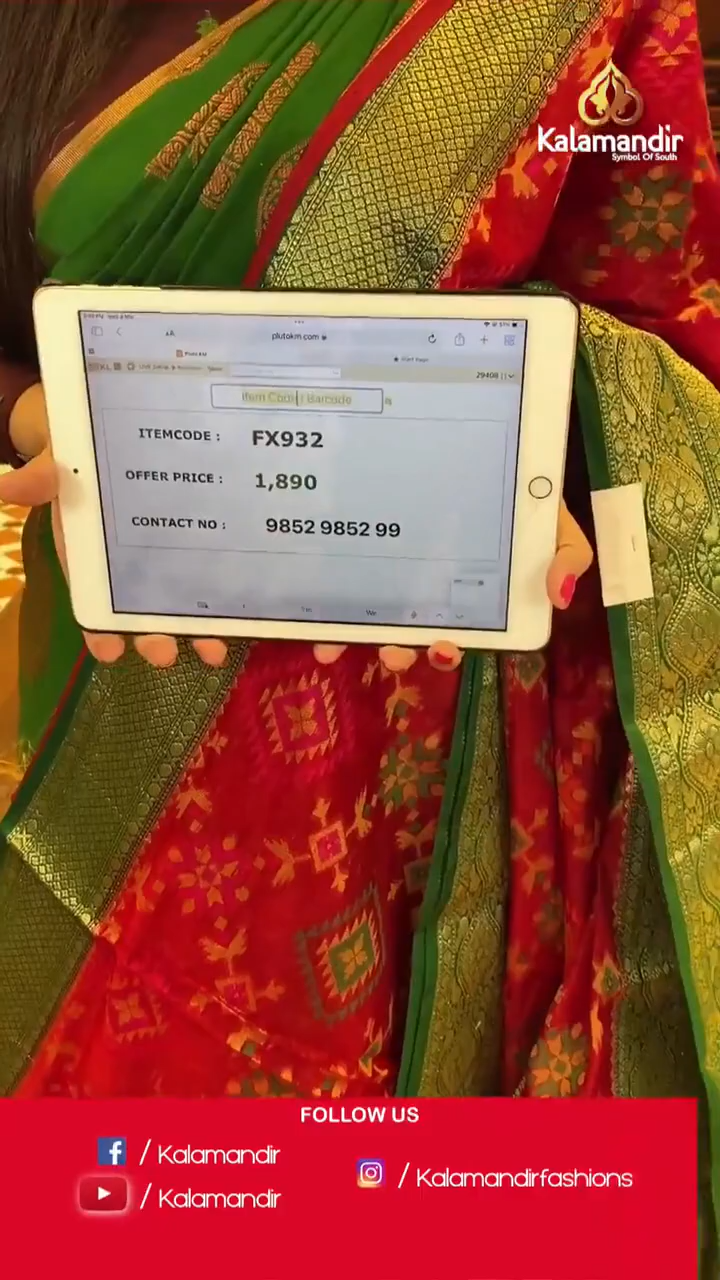 Kalamandir
Symbol Of South
plutokm.com
29408
Item Code | Barcode
ITEMCODE : FX932
OFFER PRICE : 1,890
CONTACT NO : 9852 9852 99
FOLLOW US
/ Kalamandir
/ Kalamandirfashions
/ Kalamandir